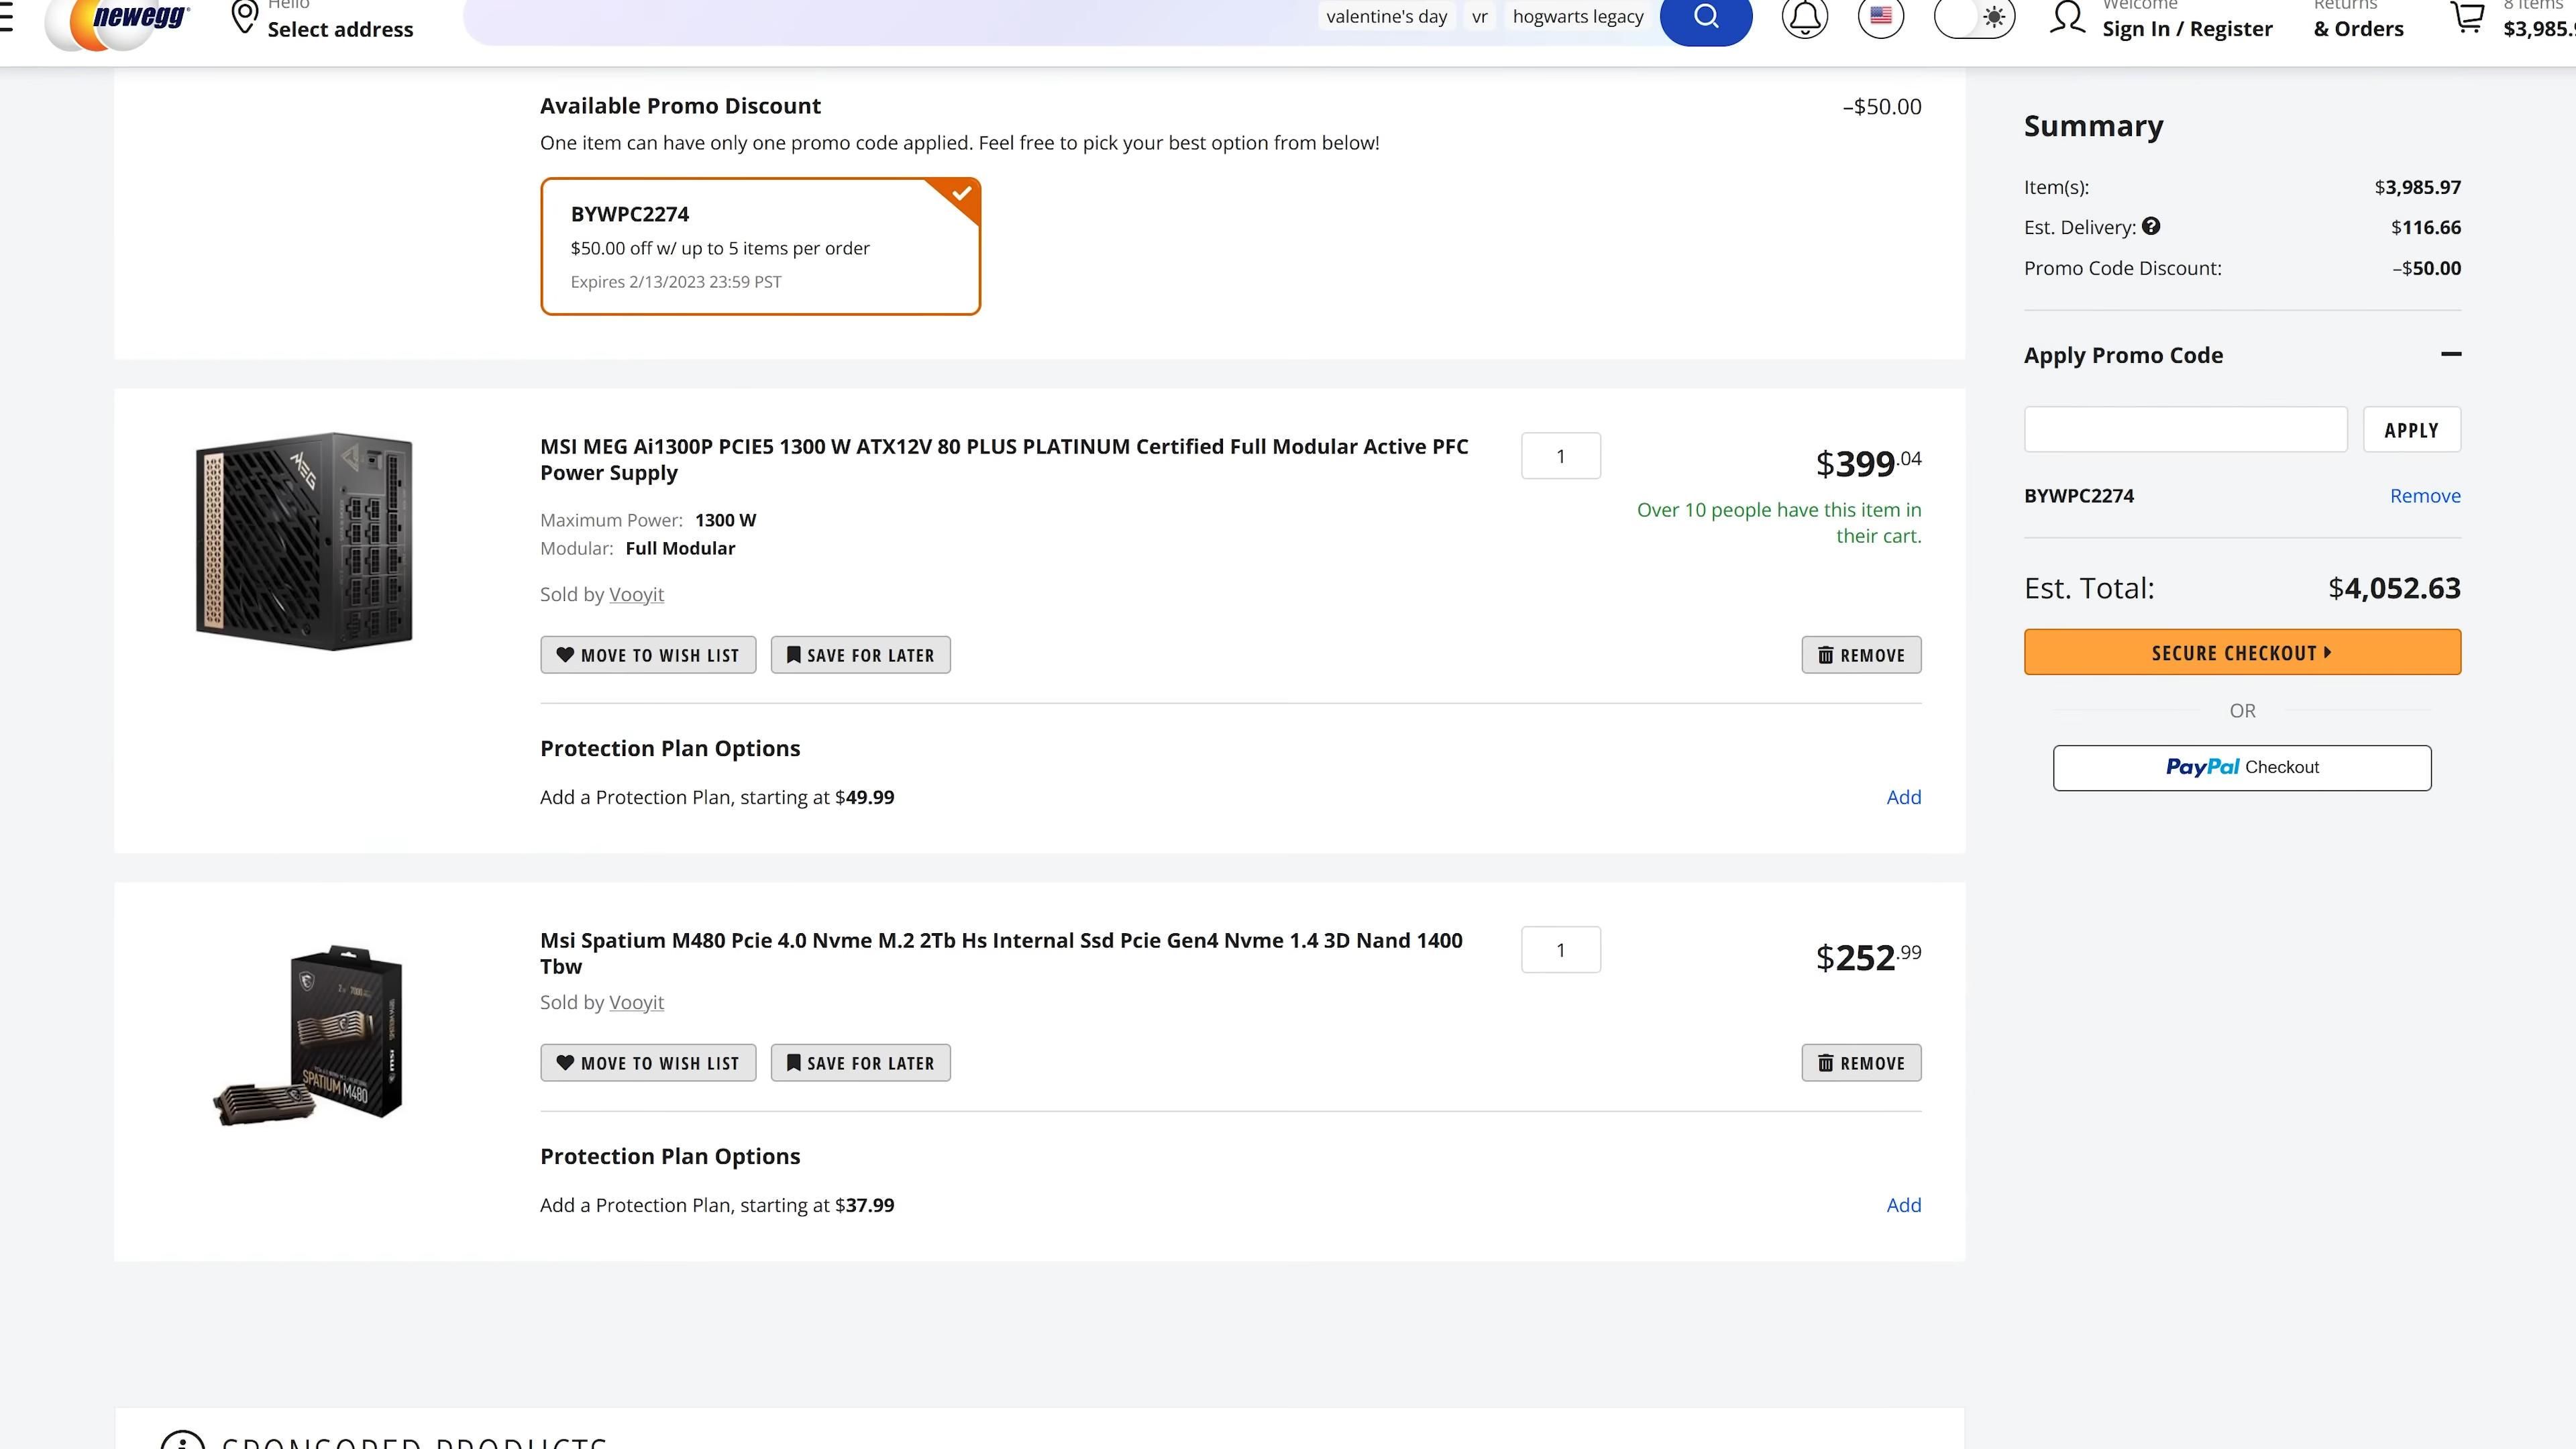 newegg
Hello
Select address
valentine's day
vr
hogwarts legacy
Welcome
Sign In / Register
Returns
& Orders
8 Items
Available Promo Discount
–$50.00
One item can have only one promo code applied. Feel free to pick your best option from below!
BYWPC2274
$50.00 off w/ up to 5 items per order
Expires 2/13/2023 23:59 PST
MSI MEG Ai1300P PCIE5 1300 W ATX12V 80 PLUS PLATINUM Certified Full Modular Active PFC
Power Supply
1
$399.04
Over 10 people have this item in
their cart.
Maximum Power: 1300 W
Modular: Full Modular
Sold by Vooyit
MOVE TO WISH LIST
SAVE FOR LATER
REMOVE
Protection Plan Options
Add a Protection Plan, starting at $49.99
Add
MEG
Msi Spatium M480 Pcie 4.0 Nvme M.2 2Tb Hs Internal Ssd Pcie Gen4 Nvme 1.4 3D Nand 1400
Tbw
1
$252.99
Sold by Vooyit
MOVE TO WISH LIST
SAVE FOR LATER
REMOVE
Protection Plan Options
Add a Protection Plan, starting at $37.99
Add
SPATIUM M480
msi
Summary
Item(s): $3,985.97
Est. Delivery: $116.66
Promo Code Discount: –$50.00
Apply Promo Code
APPLY
BYWPC2274 Remove
Est. Total: $4,052.63
SECURE CHECKOUT
OR
PayPal Checkout
SPONSORED PRODUCTS